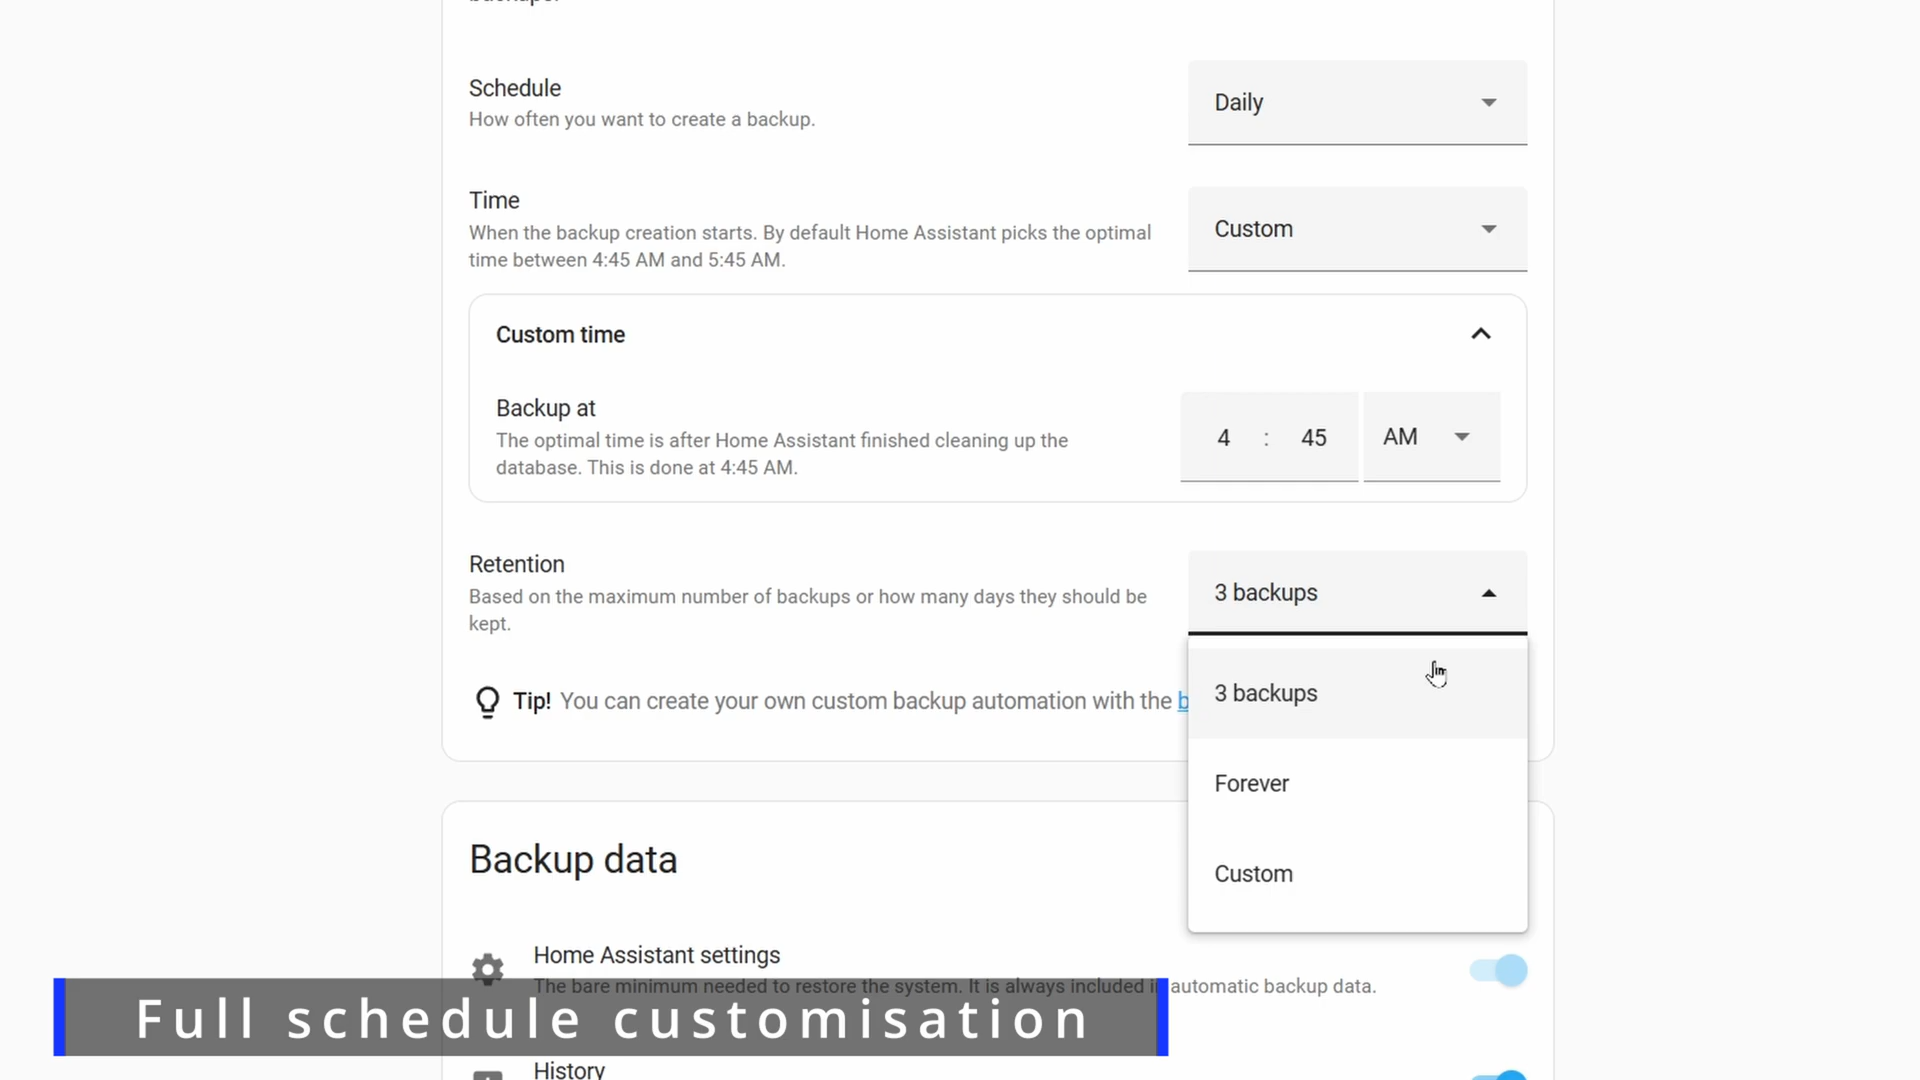 backups.
Schedule
How often you want to create a backup.
Daily
Time
When the backup creation starts. By default Home Assistant picks the optimal
time between 4:45 AM and 5:45 AM.
Custom
Custom time
Backup at
The optimal time is after Home Assistant finished cleaning up the
database. This is done at 4:45 AM.
4 : 45 AM
Retention
Based on the maximum number of backups or how many days they should be
kept.
3 backups
Tip! You can create your own custom backup automation with the
3 backups
Forever
Custom
Backup data
Home Assistant settings
The bare minimum needed to restore the system. It is always included automatic backup data.
Full schedule customisation
History